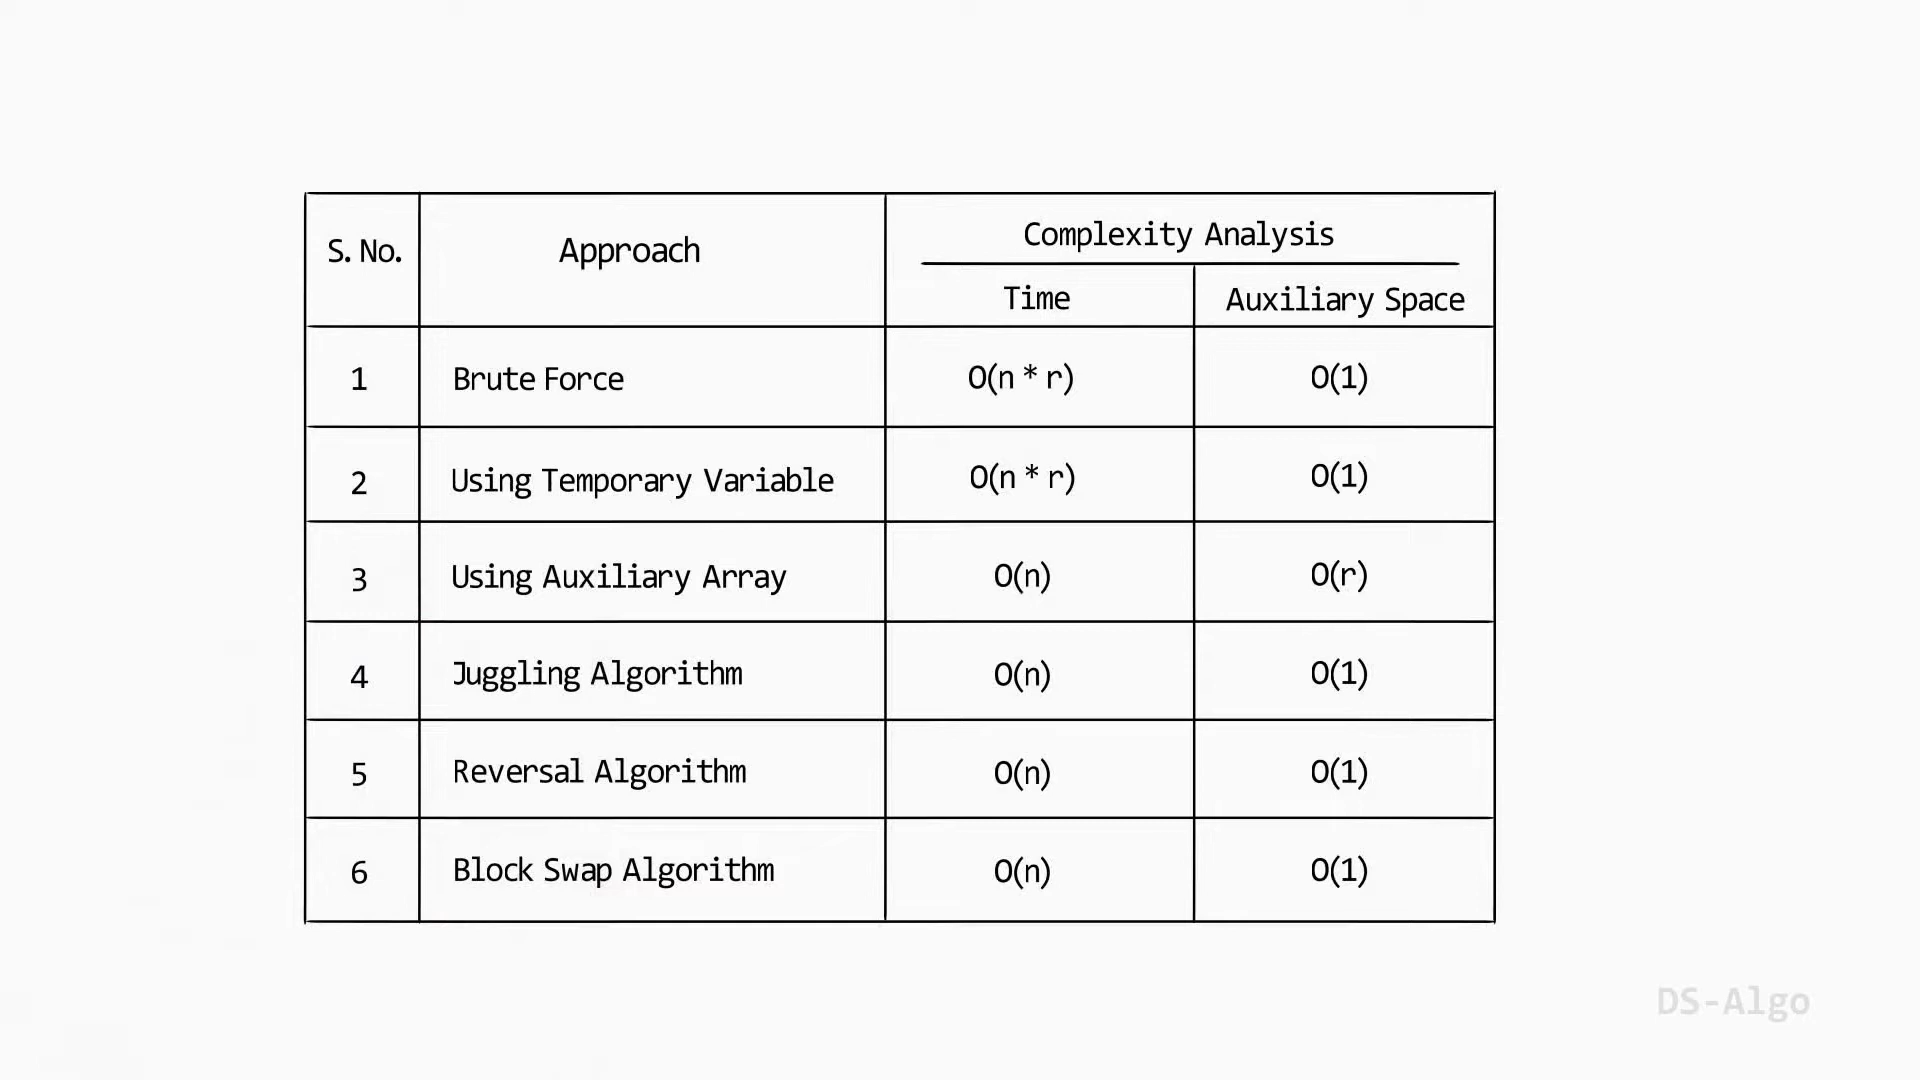 S. No. Approach Complexity Analysis
Time Auxiliary Space
1 Brute Force O(n * r) O(1)
2 Using Temporary Variable O(n * r) O(1)
3 Using Auxiliary Array O(n) O(r)
4 Juggling Algorithm O(n) O(1)
5 Reversal Algorithm O(n) O(1)
6 Block Swap Algorithm O(n) O(1)
DS-Algo